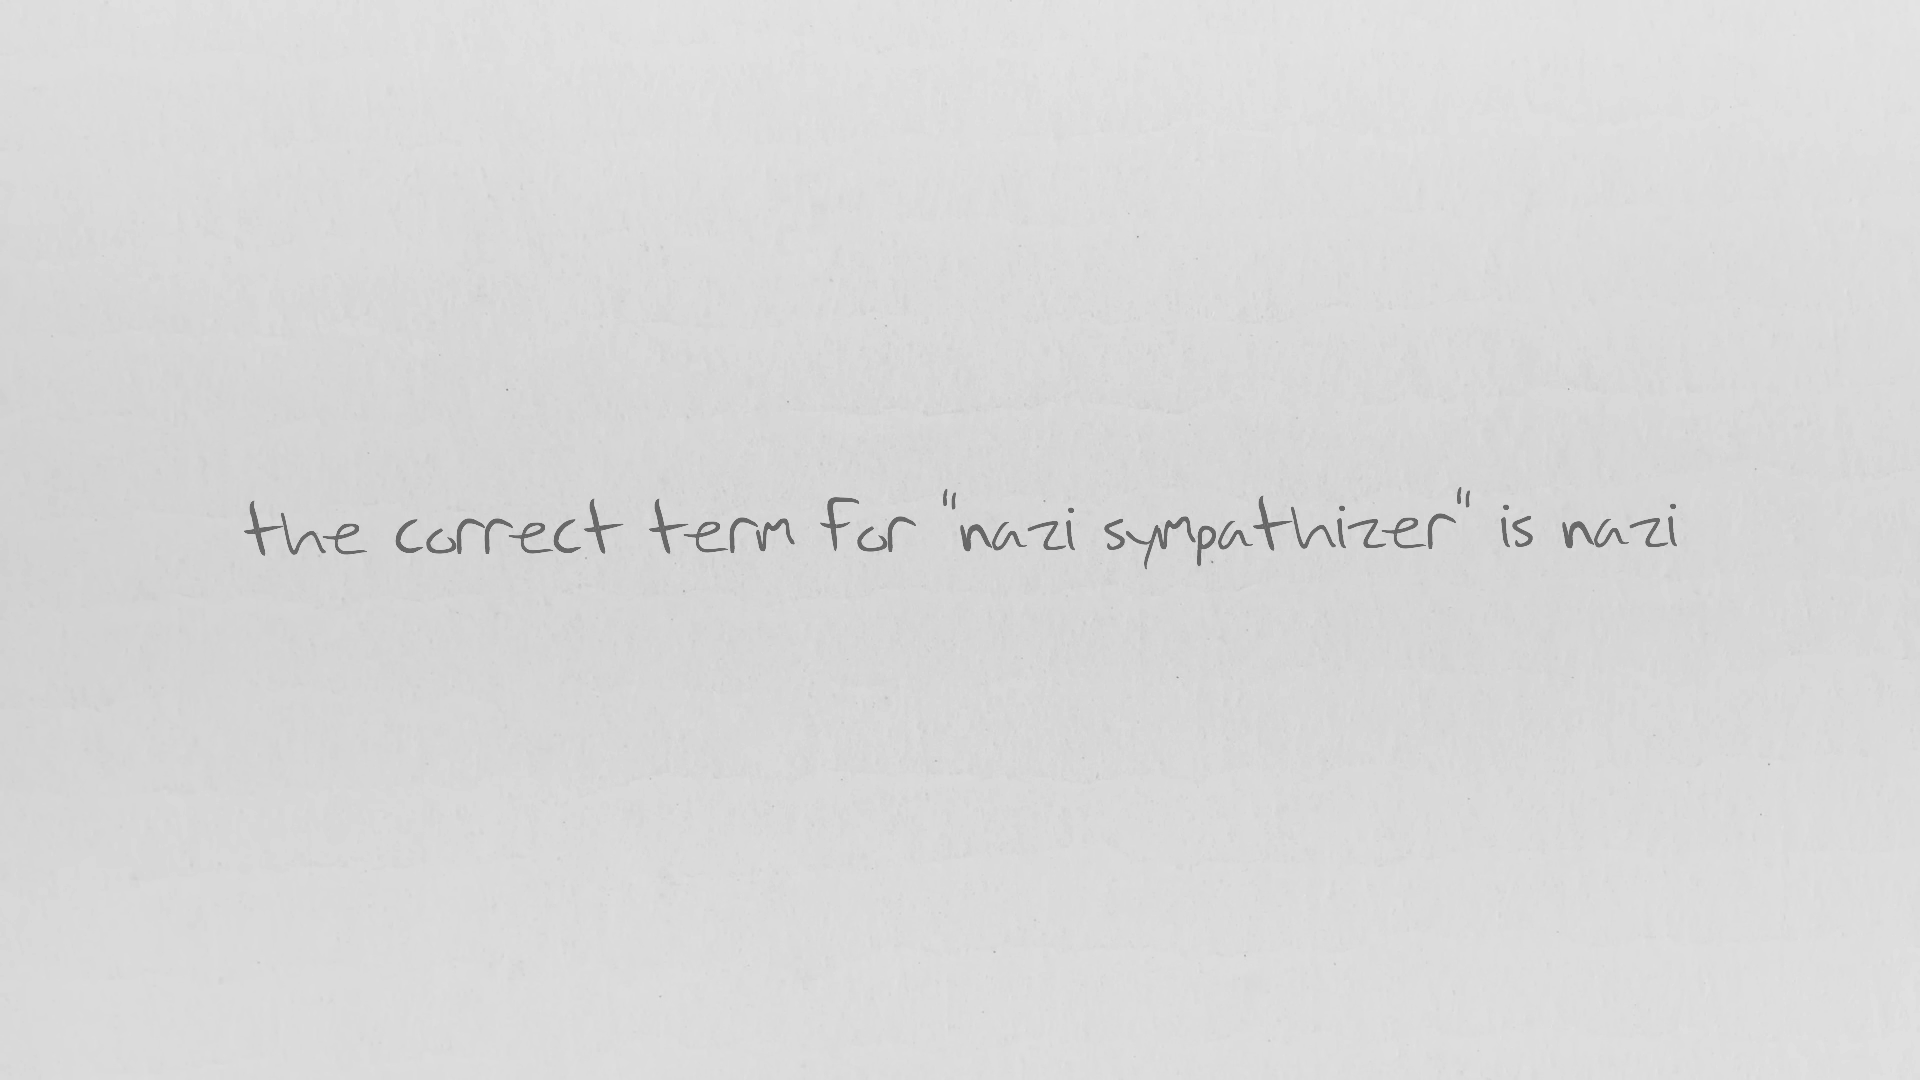 the correct term for "nazi sympathizer" is nazi